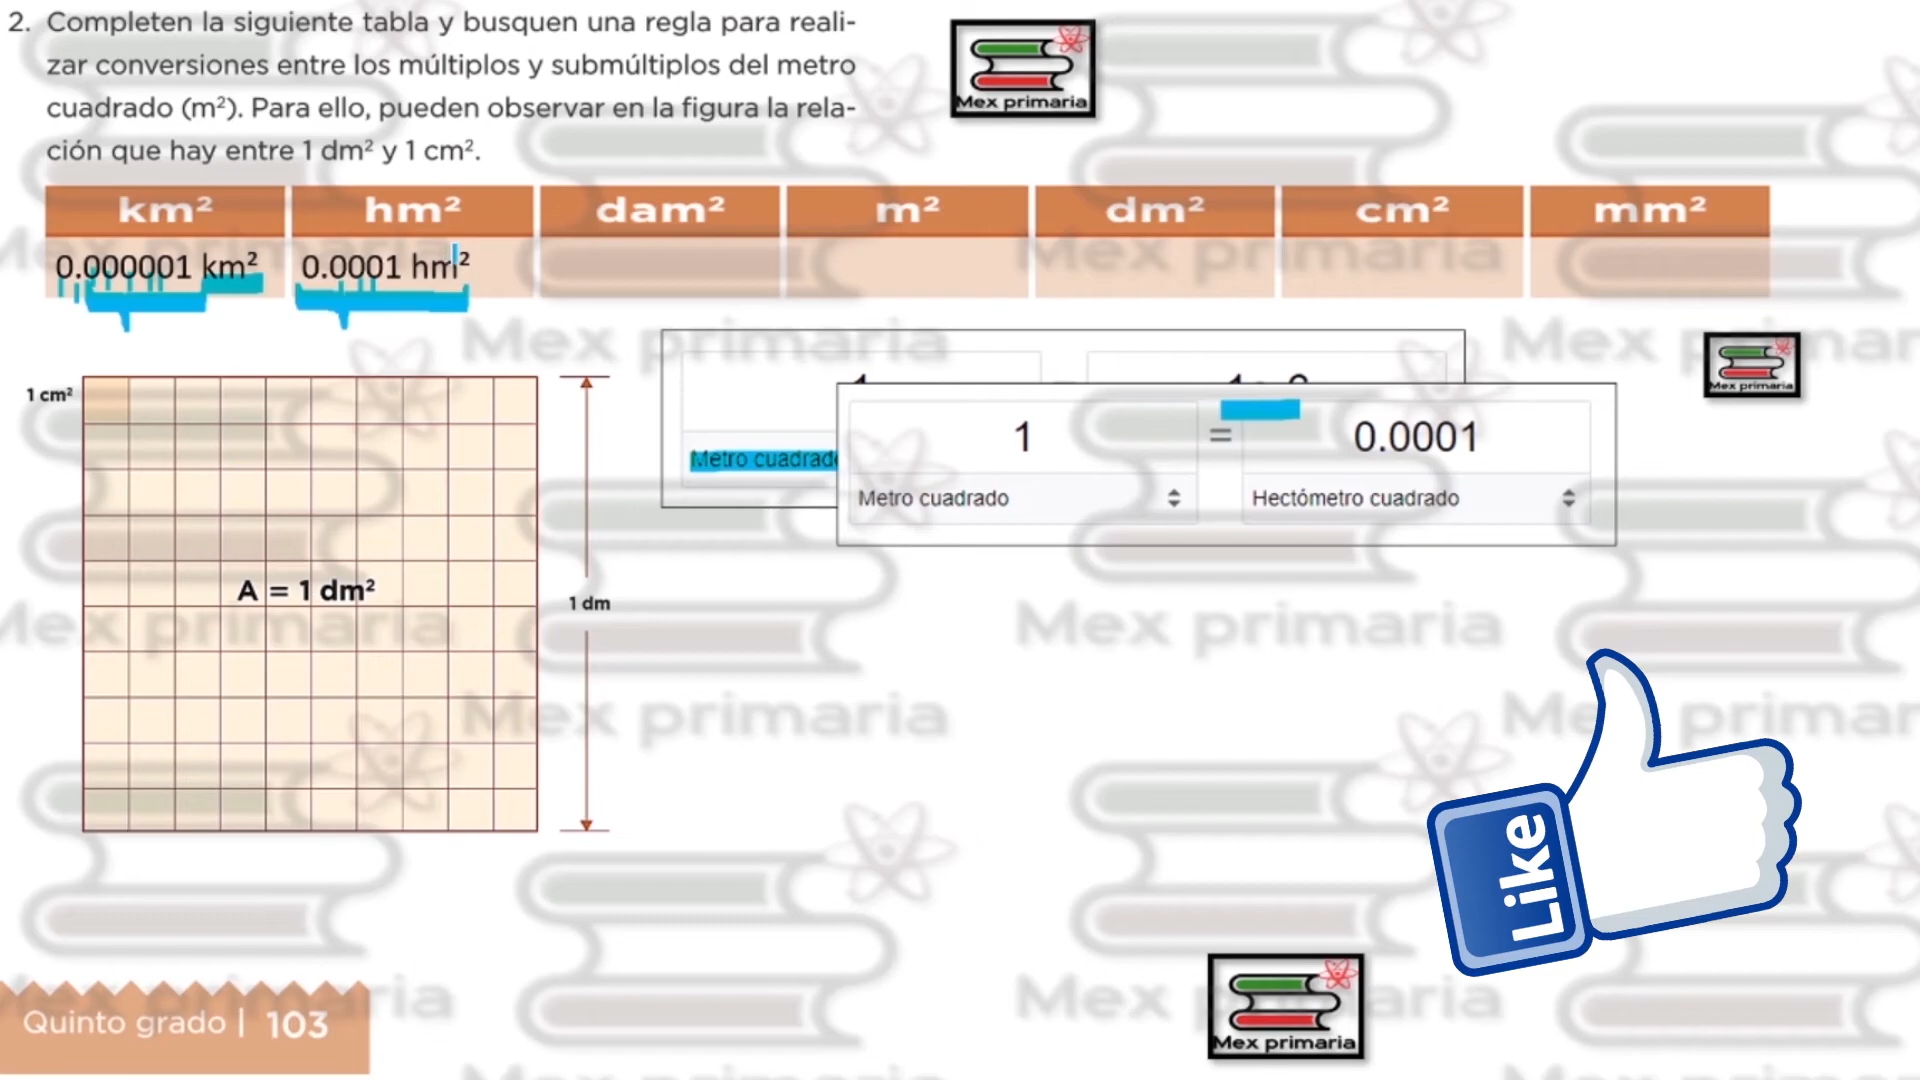 2. Completen la siguiente tabla y busquen una regla para reali-
zar conversiones entre los múltiplos y submúltiplos del metro
cuadrado (m²). Para ello, pueden observar en la figura la rela-
ción que hay entre 1 dm² y 1 cm².
Mex primaria
km² hm² dam² m² dm² cm² mm²
0.000001 km² 0.0001 hm²
Mex primaria
1 cm²
A = 1 dm²
1 dm
Metro cuadrado
1 = 0.0001
Metro cuadrado Hectómetro cuadrado
Like
Mex primaria
Quinto grado | 103